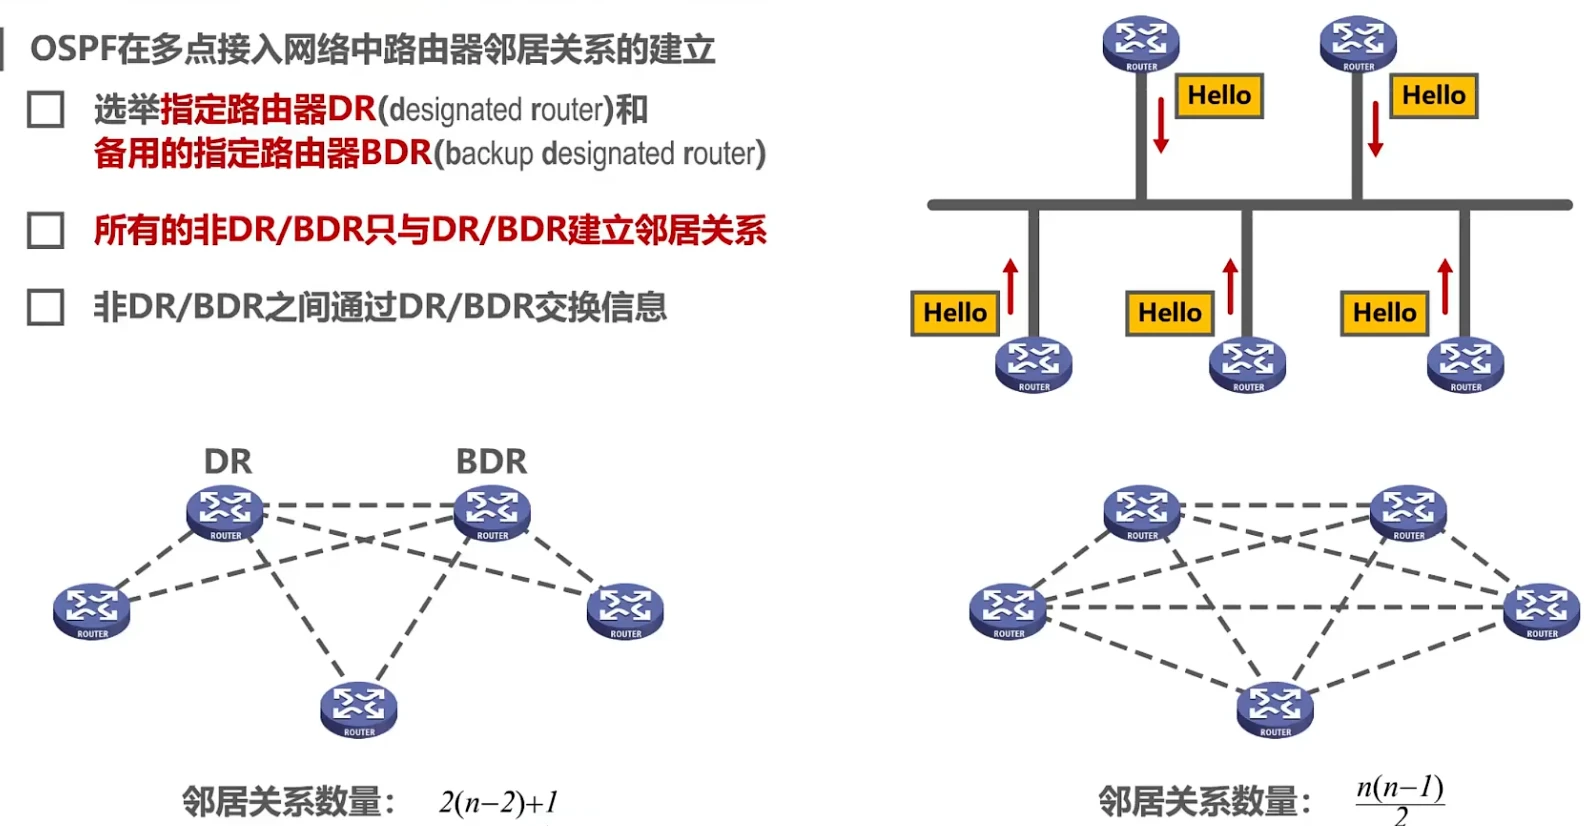 OSPF在多点接入网络中路由器邻居关系的建立
选举指定路由器DR(designated router)和
备用的指定路由器BDR(backup designated router)
所有的非DR/BDR只与DR/BDR建立邻居关系
非DR/BDR之间通过DR/BDR交换信息
ROUTER
ROUTER
Hello
Hello
Hello
Hello
Hello
ROUTER
ROUTER
ROUTER
DR
BDR
ROUTER
ROUTER
ROUTER
ROUTER
ROUTER
邻居关系数量： 2(n-2)+1
ROUTER
ROUTER
ROUTER
ROUTER
ROUTER
邻居关系数量： n(n-1)
2